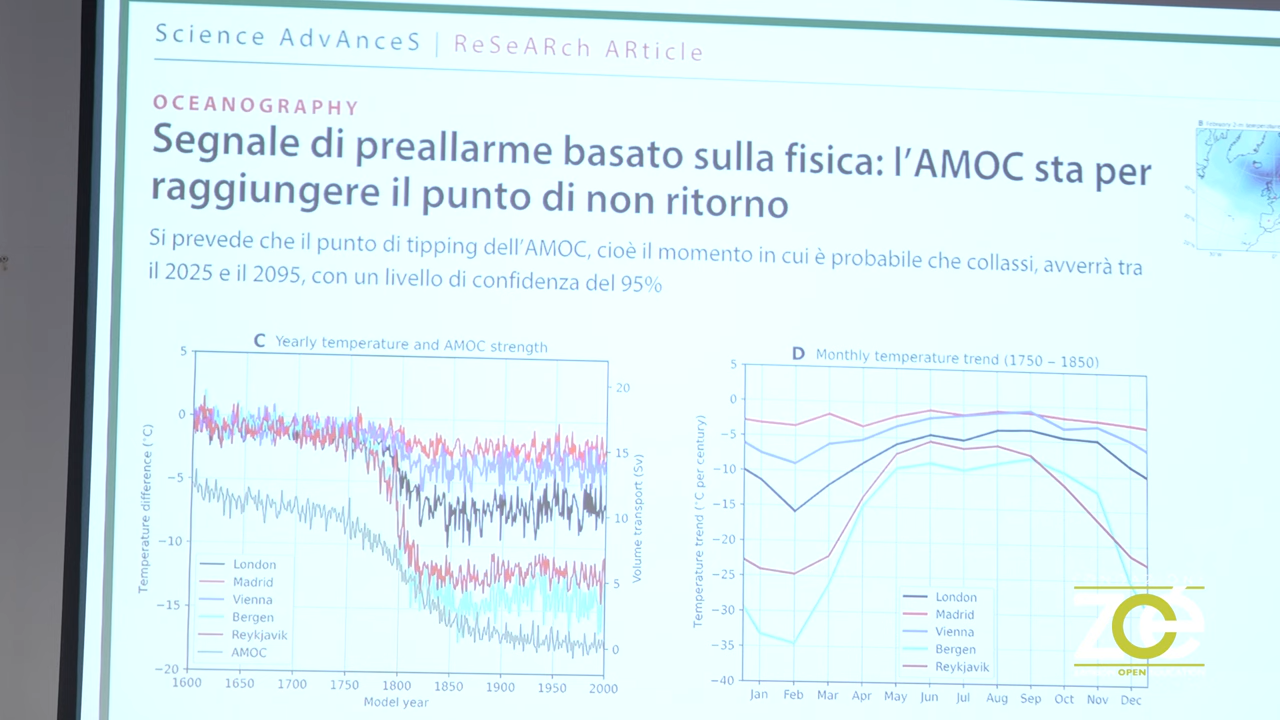 Science AdvAnceS | ReSeARch ARticle
OCEANOGRAPHY
Segnale di preallarme basato sulla fisica: l'AMOC sta per
raggiungere il punto di non ritorno
Si prevede che il punto di tipping dell'AMOC, cioè il momento in cui è probabile che collassi, avverrà tra
il 2025 e il 2095, con un livello di confidenza del 95%
C Yearly temperature and AMOC strength
5
0
−5
−10
−15
−20
Temperature difference (°C)
20
15
10
5
0
Volume transport (Sv)
London
Madrid
Vienna
Bergen
Reykjavik
AMOC
1600 1650 1700 1750 1800 1850 1900 1950 2000
Model year
D Monthly temperature trend (1750 – 1850)
5
0
−5
−10
−15
−20
−25
−30
−35
−40
Temperature trend (°C per century)
London
Madrid
Vienna
Bergen
Reykjavik
Jan Feb Mar Apr May Jun Jul Aug Sep Oct Nov Dec
B
zce
OPEN